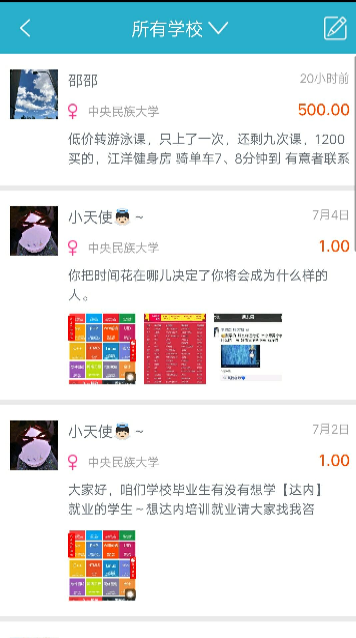 所有学校
邵邵
20小时前
中央民族大学
500.00
低价转游泳课，只上了一次，还剩九次课，1200
买的，江洋健身房 骑单车7、8分钟到 有意者联系
小天使👼🏻 ~
7月4日
中央民族大学
1.00
你把时间花在哪儿决定了你将会成为什么样的
人。
小天使👼🏻 ~
7月2日
中央民族大学
1.00
大家好，咱们学校毕业生有没有想学【达内】
就业的学生～想达内培训就业请大家找我咨